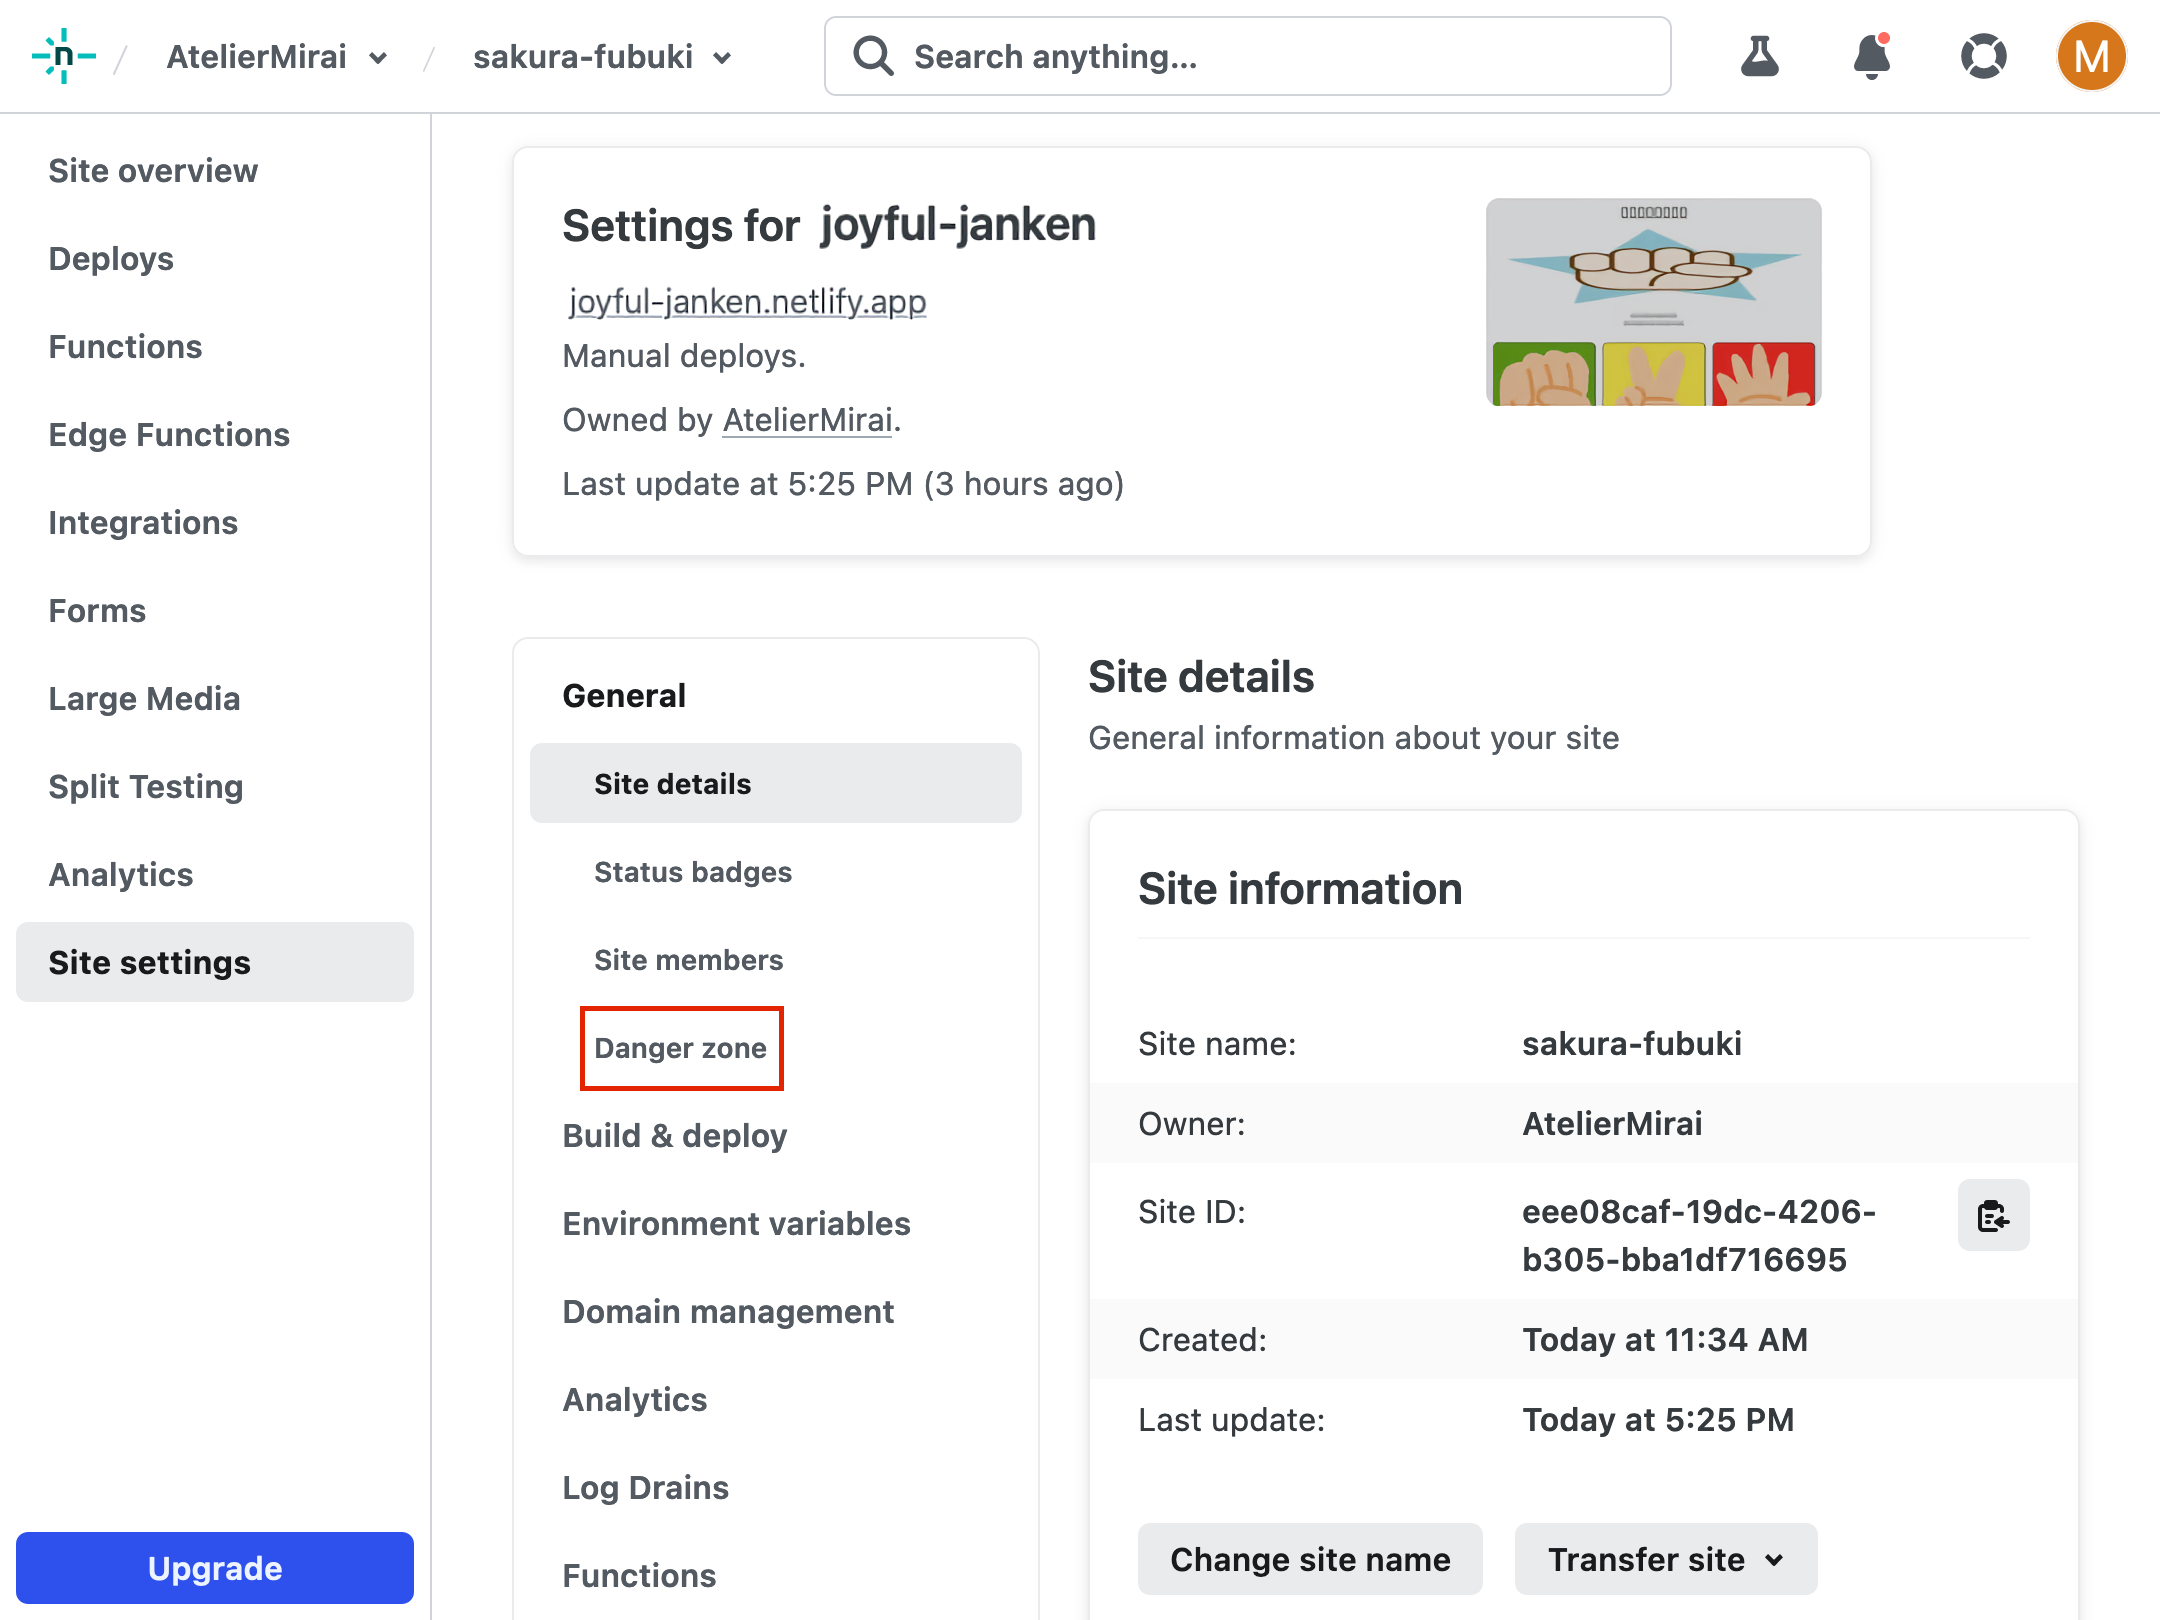 n / AtelierMirai / sakura-fubuki Search anything... M
Site overview
Deploys
Functions
Edge Functions
Integrations
Forms
Large Media
Split Testing
Analytics
Site settings
Upgrade
Settings for joyful-janken
joyful-janken.netlify.app
Manual deploys.
Owned by AtelierMirai.
Last update at 5:25 PM (3 hours ago)
General
Site details
Status badges
Site members
Danger zone
Build & deploy
Environment variables
Domain management
Analytics
Log Drains
Functions
Site details
General information about your site
Site information
Site name: sakura-fubuki
Owner: AtelierMirai
Site ID: eee08caf-19dc-4206-
b305-bba1df716695
Created: Today at 11:34 AM
Last update: Today at 5:25 PM
Change site name Transfer site